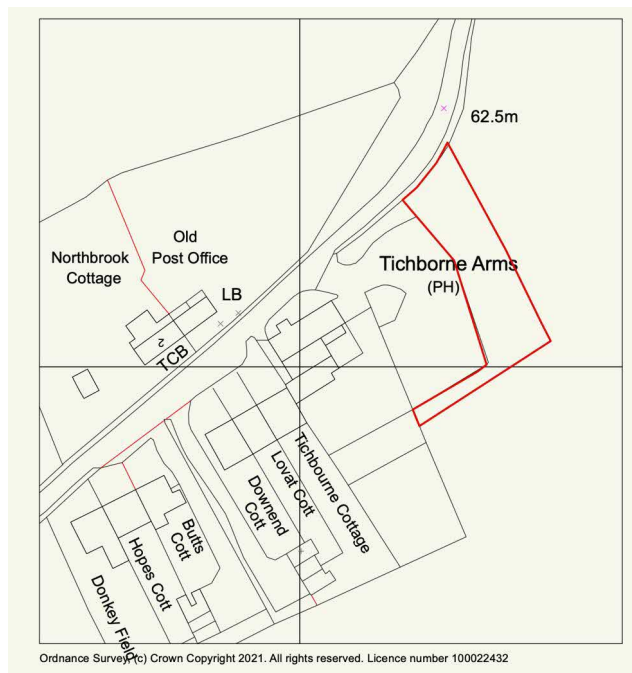 62.5m
Old
Post Office
Northbrook
Cottage
Tichborne Arms
(PH)
LB
2
TCB
Tichbourne Cottage
Lovat Cott
Downend
Cott
Butts
Cott
Hopes Cott
Donkey Field
Ordnance Survey, (c) Crown Copyright 2021. All rights reserved. Licence number 100022432